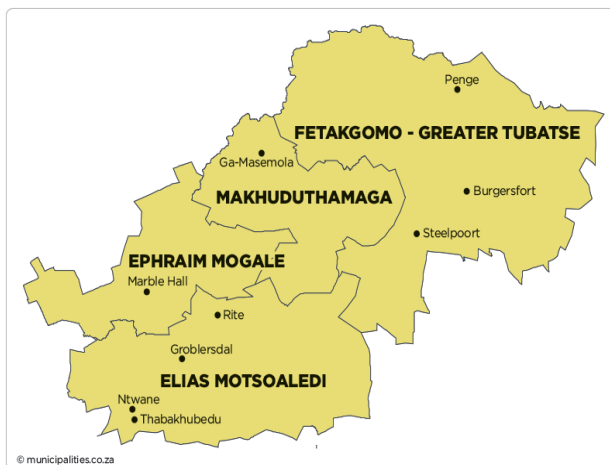 Penge
FETAKGOMO - GREATER TUBATSE
Ga-Masemola
Burgersfort
MAKHUDUTHAMAGA
Steelpoort
EPHRAIM MOGALE
Marble Hall
Rite
Groblersdal
ELIAS MOTSOALEDI
Ntwane
Thabakhubedu
© municipalities.co.za